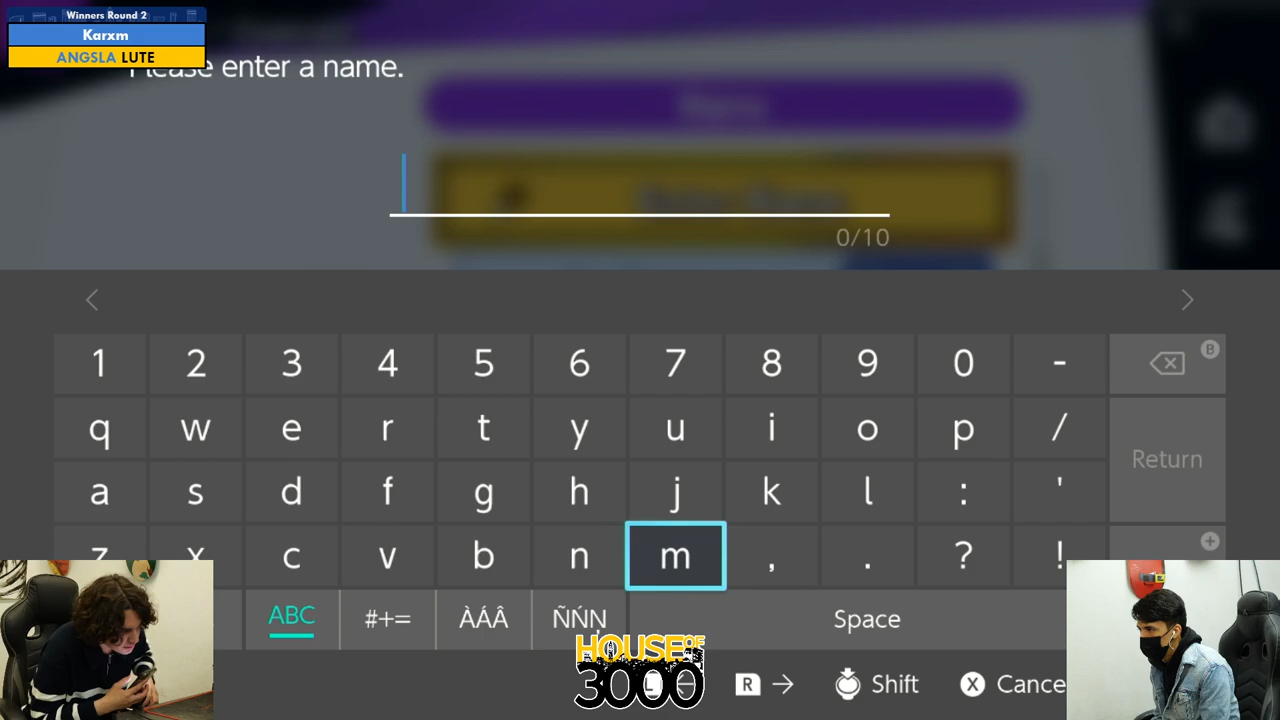 Winners Round 2
Karxm
ANGSLA LUTE
Please enter a name.
0/10
1 2 3 4 5 6 7 8 9 0 -
B
q w e r t y u i o p /
Return
a s d f g h j k l : '
z x c v b n m , . ? !
+
ABC #+= ÀÁÂ ÑŃŅ Space
HOUSE OF
3000
L
R → Shift X Cance